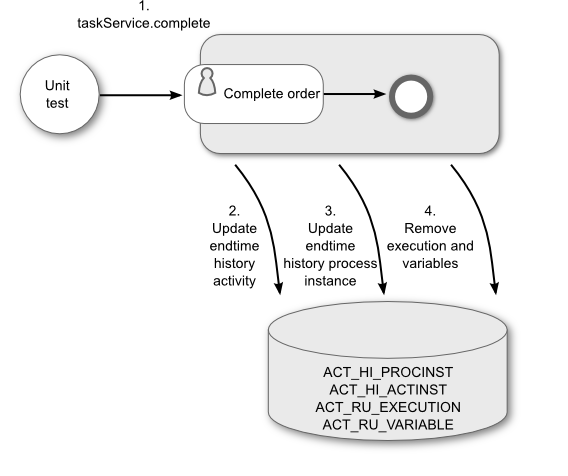 1.
taskService.complete
Unit
test
Complete order
2.
Update
endtime
history
activity
3.
Update
endtime
history process
instance
4.
Remove
execution and
variables
ACT_HI_PROCINST
ACT_HI_ACTINST
ACT_RU_EXECUTION
ACT_RU_VARIABLE